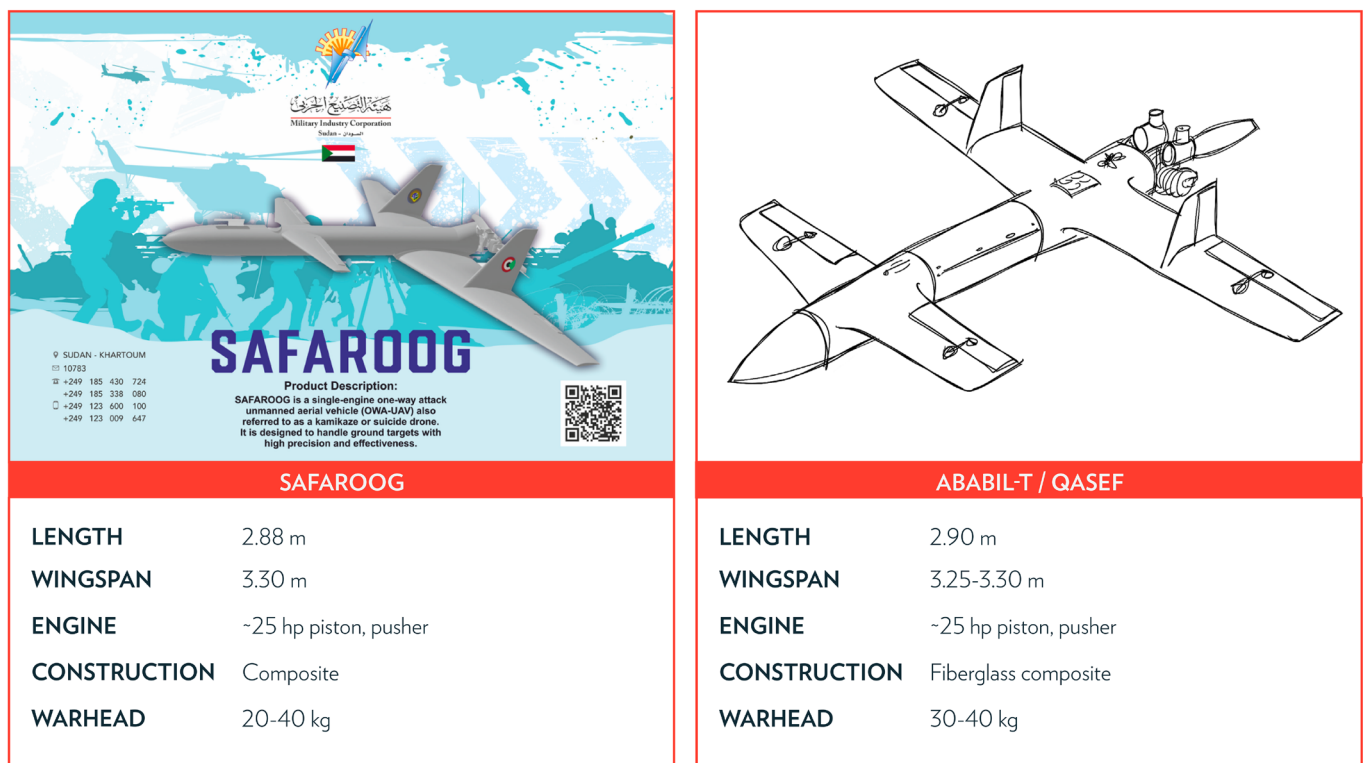 هيئة التصنيع الحربي
Military Industry Corporation
Sudan - السودان
SAFAROOG
SUDAN - KHARTOUM
10783
+249 185 430 724
+249 185 338 080
+249 123 600 100
+249 123 009 647
Product Description:
SAFAROOG is a single-engine one-way attack
unmanned aerial vehicle (OWA-UAV) also
referred to as a kamikaze or suicide drone.
It is designed to handle ground targets with
high precision and effectiveness.
SAFAROOG
LENGTH 2.88 m
WINGSPAN 3.30 m
ENGINE ~25 hp piston, pusher
CONSTRUCTION Composite
WARHEAD 20-40 kg
ABABIL-T / QASEF
LENGTH 2.90 m
WINGSPAN 3.25-3.30 m
ENGINE ~25 hp piston, pusher
CONSTRUCTION Fiberglass composite
WARHEAD 30-40 kg